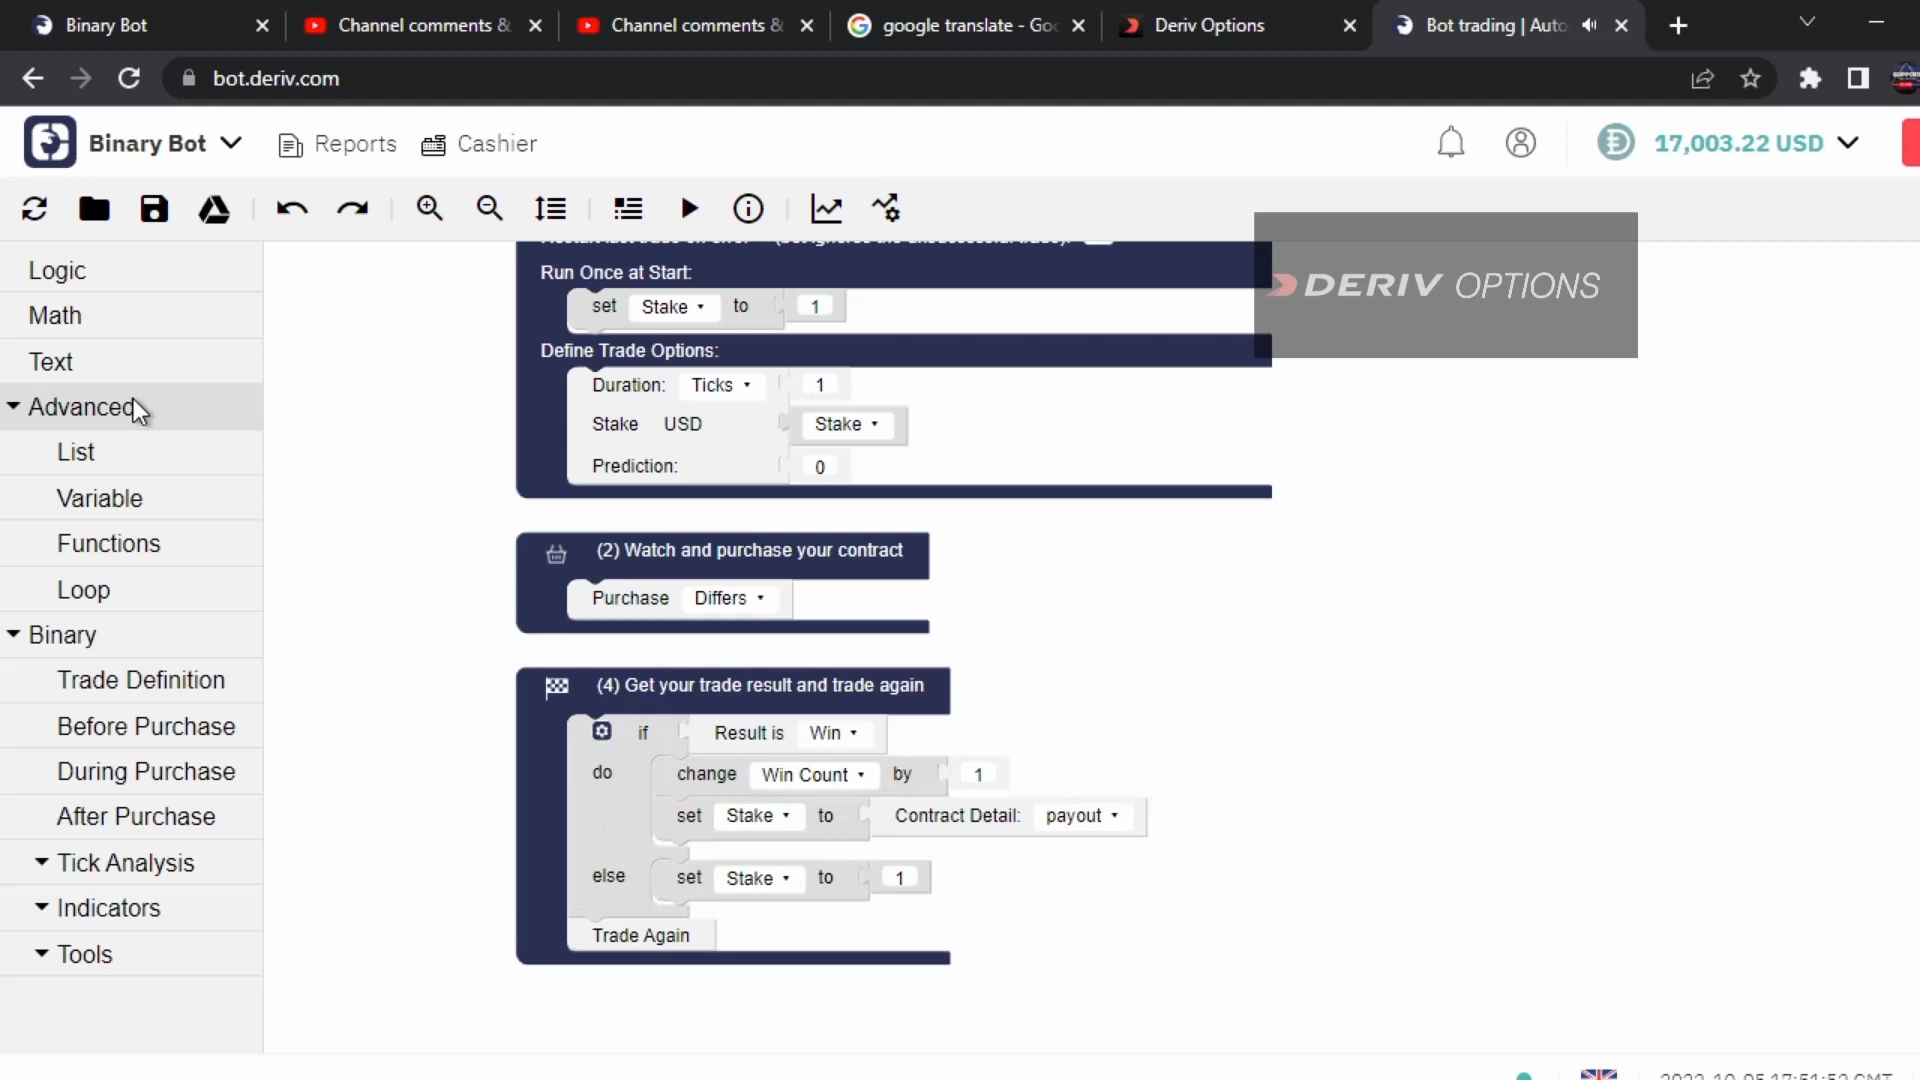 Binary Bot
Channel comments &
Channel comments &
google translate - Goo
Deriv Options
Bot trading | Auto
bot.deriv.com
Binary Bot
Reports
Cashier
17,003.22 USD
Logic
Math
Text
Advanced
List
Variable
Functions
Loop
Binary
Trade Definition
Before Purchase
During Purchase
After Purchase
Tick Analysis
Indicators
Tools
Run Once at Start:
set Stake to 1
Define Trade Options:
Duration: Ticks 1
Stake USD Stake
Prediction: 0
(2) Watch and purchase your contract
Purchase Differs
(4) Get your trade result and trade again
if Result is Win
do change Win Count by 1
set Stake to Contract Detail: payout
else set Stake to 1
Trade Again
DERIV OPTIONS